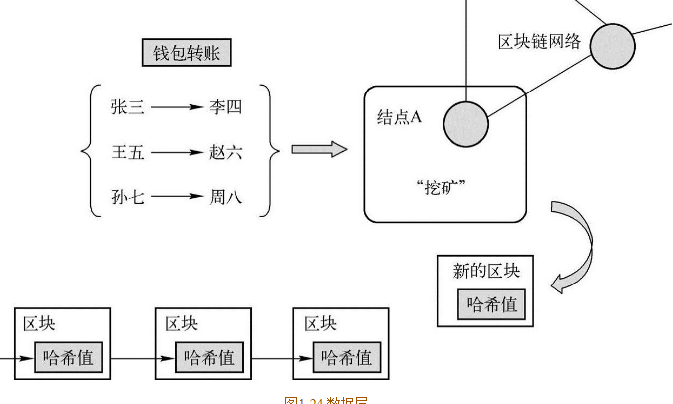 区块链网络
钱包转账
张三 李四
结点A
王五 赵六
“挖矿”
孙七 周八
新的区块
哈希值
区块 区块 区块
哈希值 哈希值 哈希值
图1-24 数据层